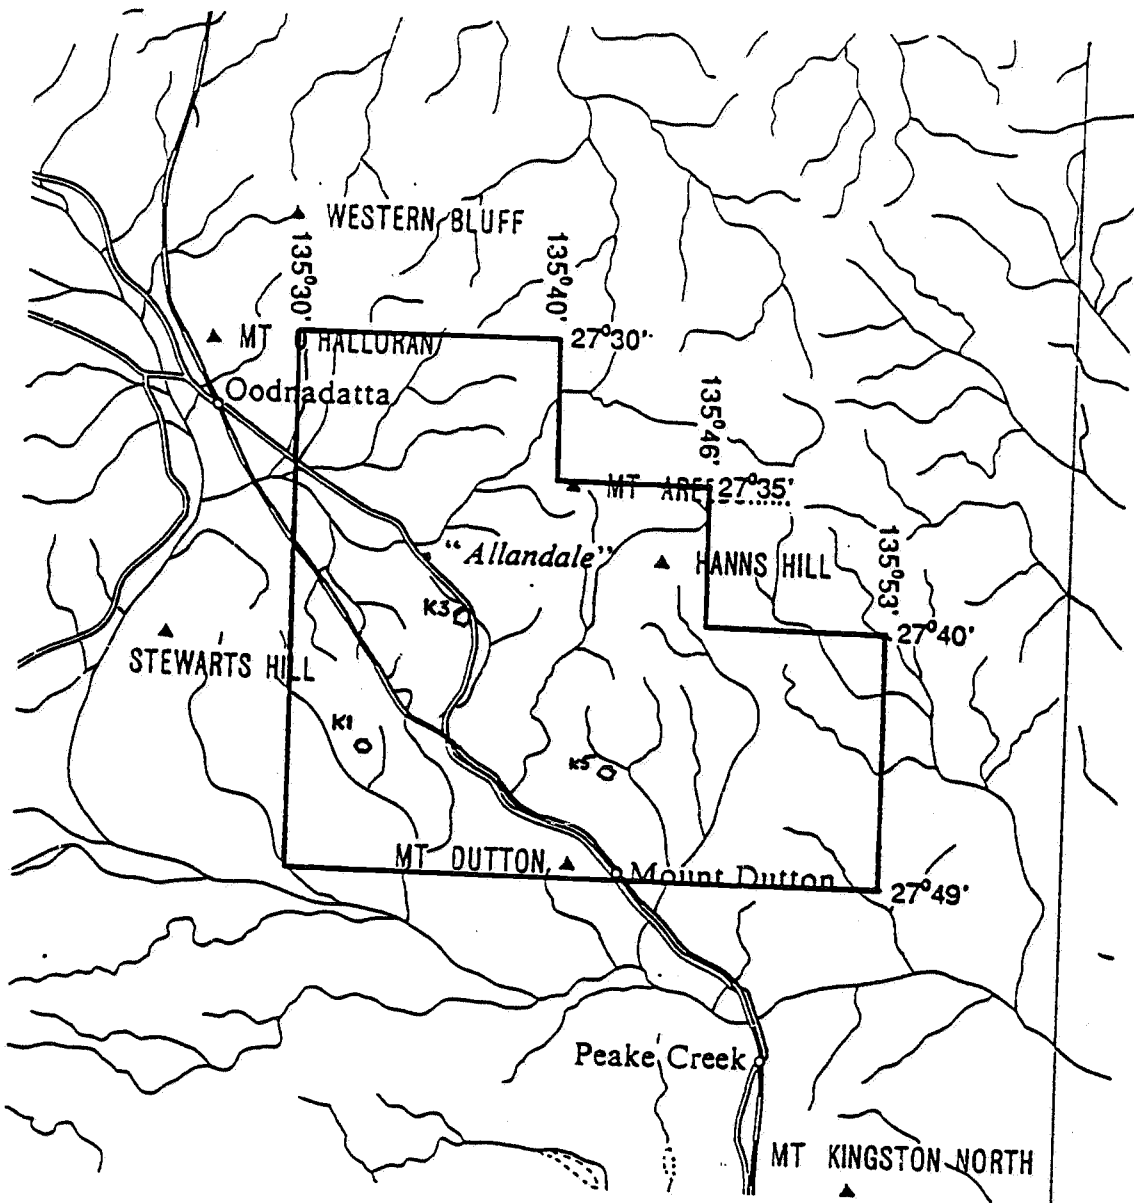 WESTERN BLUFF
135°30'
135°40'
MT O'HALLORAN
27°30'
Oodnadatta
135°46'
MT
27°35'
"Allandale"
HANNS HILL
135°53'
K3
27°40'
STEWARTS HILL
K1
K5
MT DUTTON
Mount Dutton
27°49'
Peake Creek
MT KINGSTON NORTH